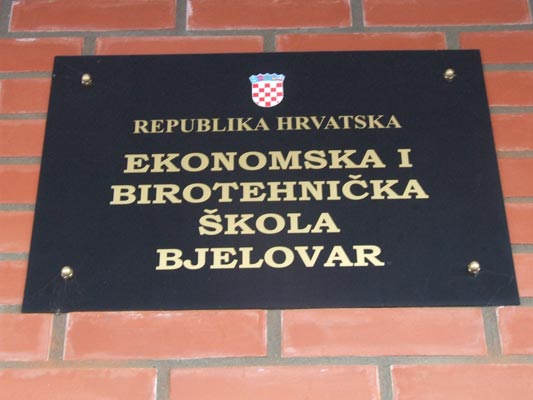 REPUBLIKA HRVATSKA
EKONOMSKA I
BIROTEHNIČKA
ŠKOLA
BJELOVAR